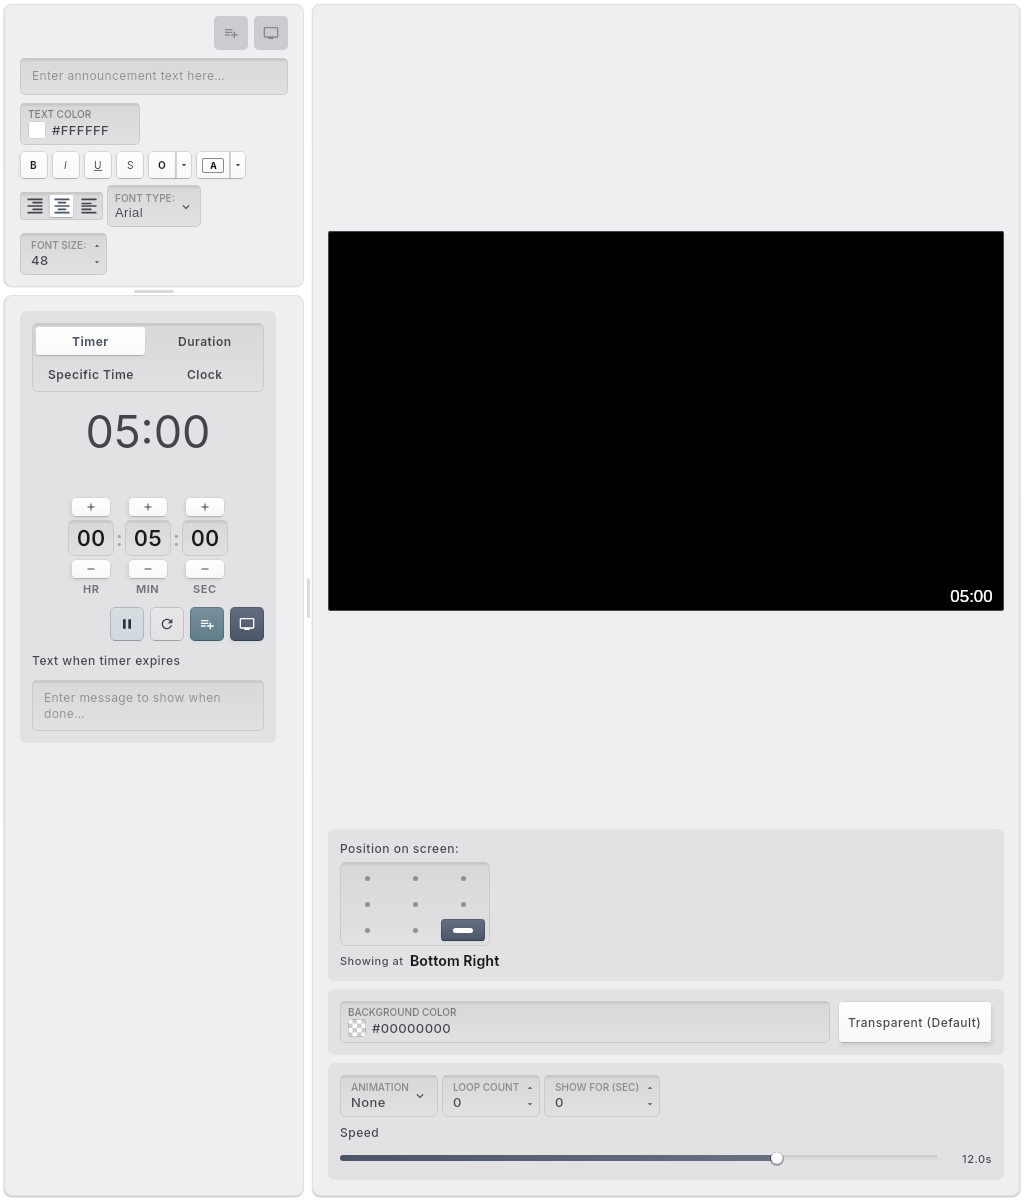 Enter announcement text here...
TEXT COLOR
#FFFFFF
B I U S O A
FONT TYPE:
Arial
FONT SIZE:
48
Timer Duration
Specific Time Clock
05:00
+ + +
00 : 05 : 00
− − −
HR MIN SEC
Text when timer expires
Enter message to show when
done...
05:00
Position on screen:
Showing at Bottom Right
BACKGROUND COLOR
#00000000
Transparent (Default)
ANIMATION LOOP COUNT SHOW FOR (SEC)
None 0 0
Speed
12.0s